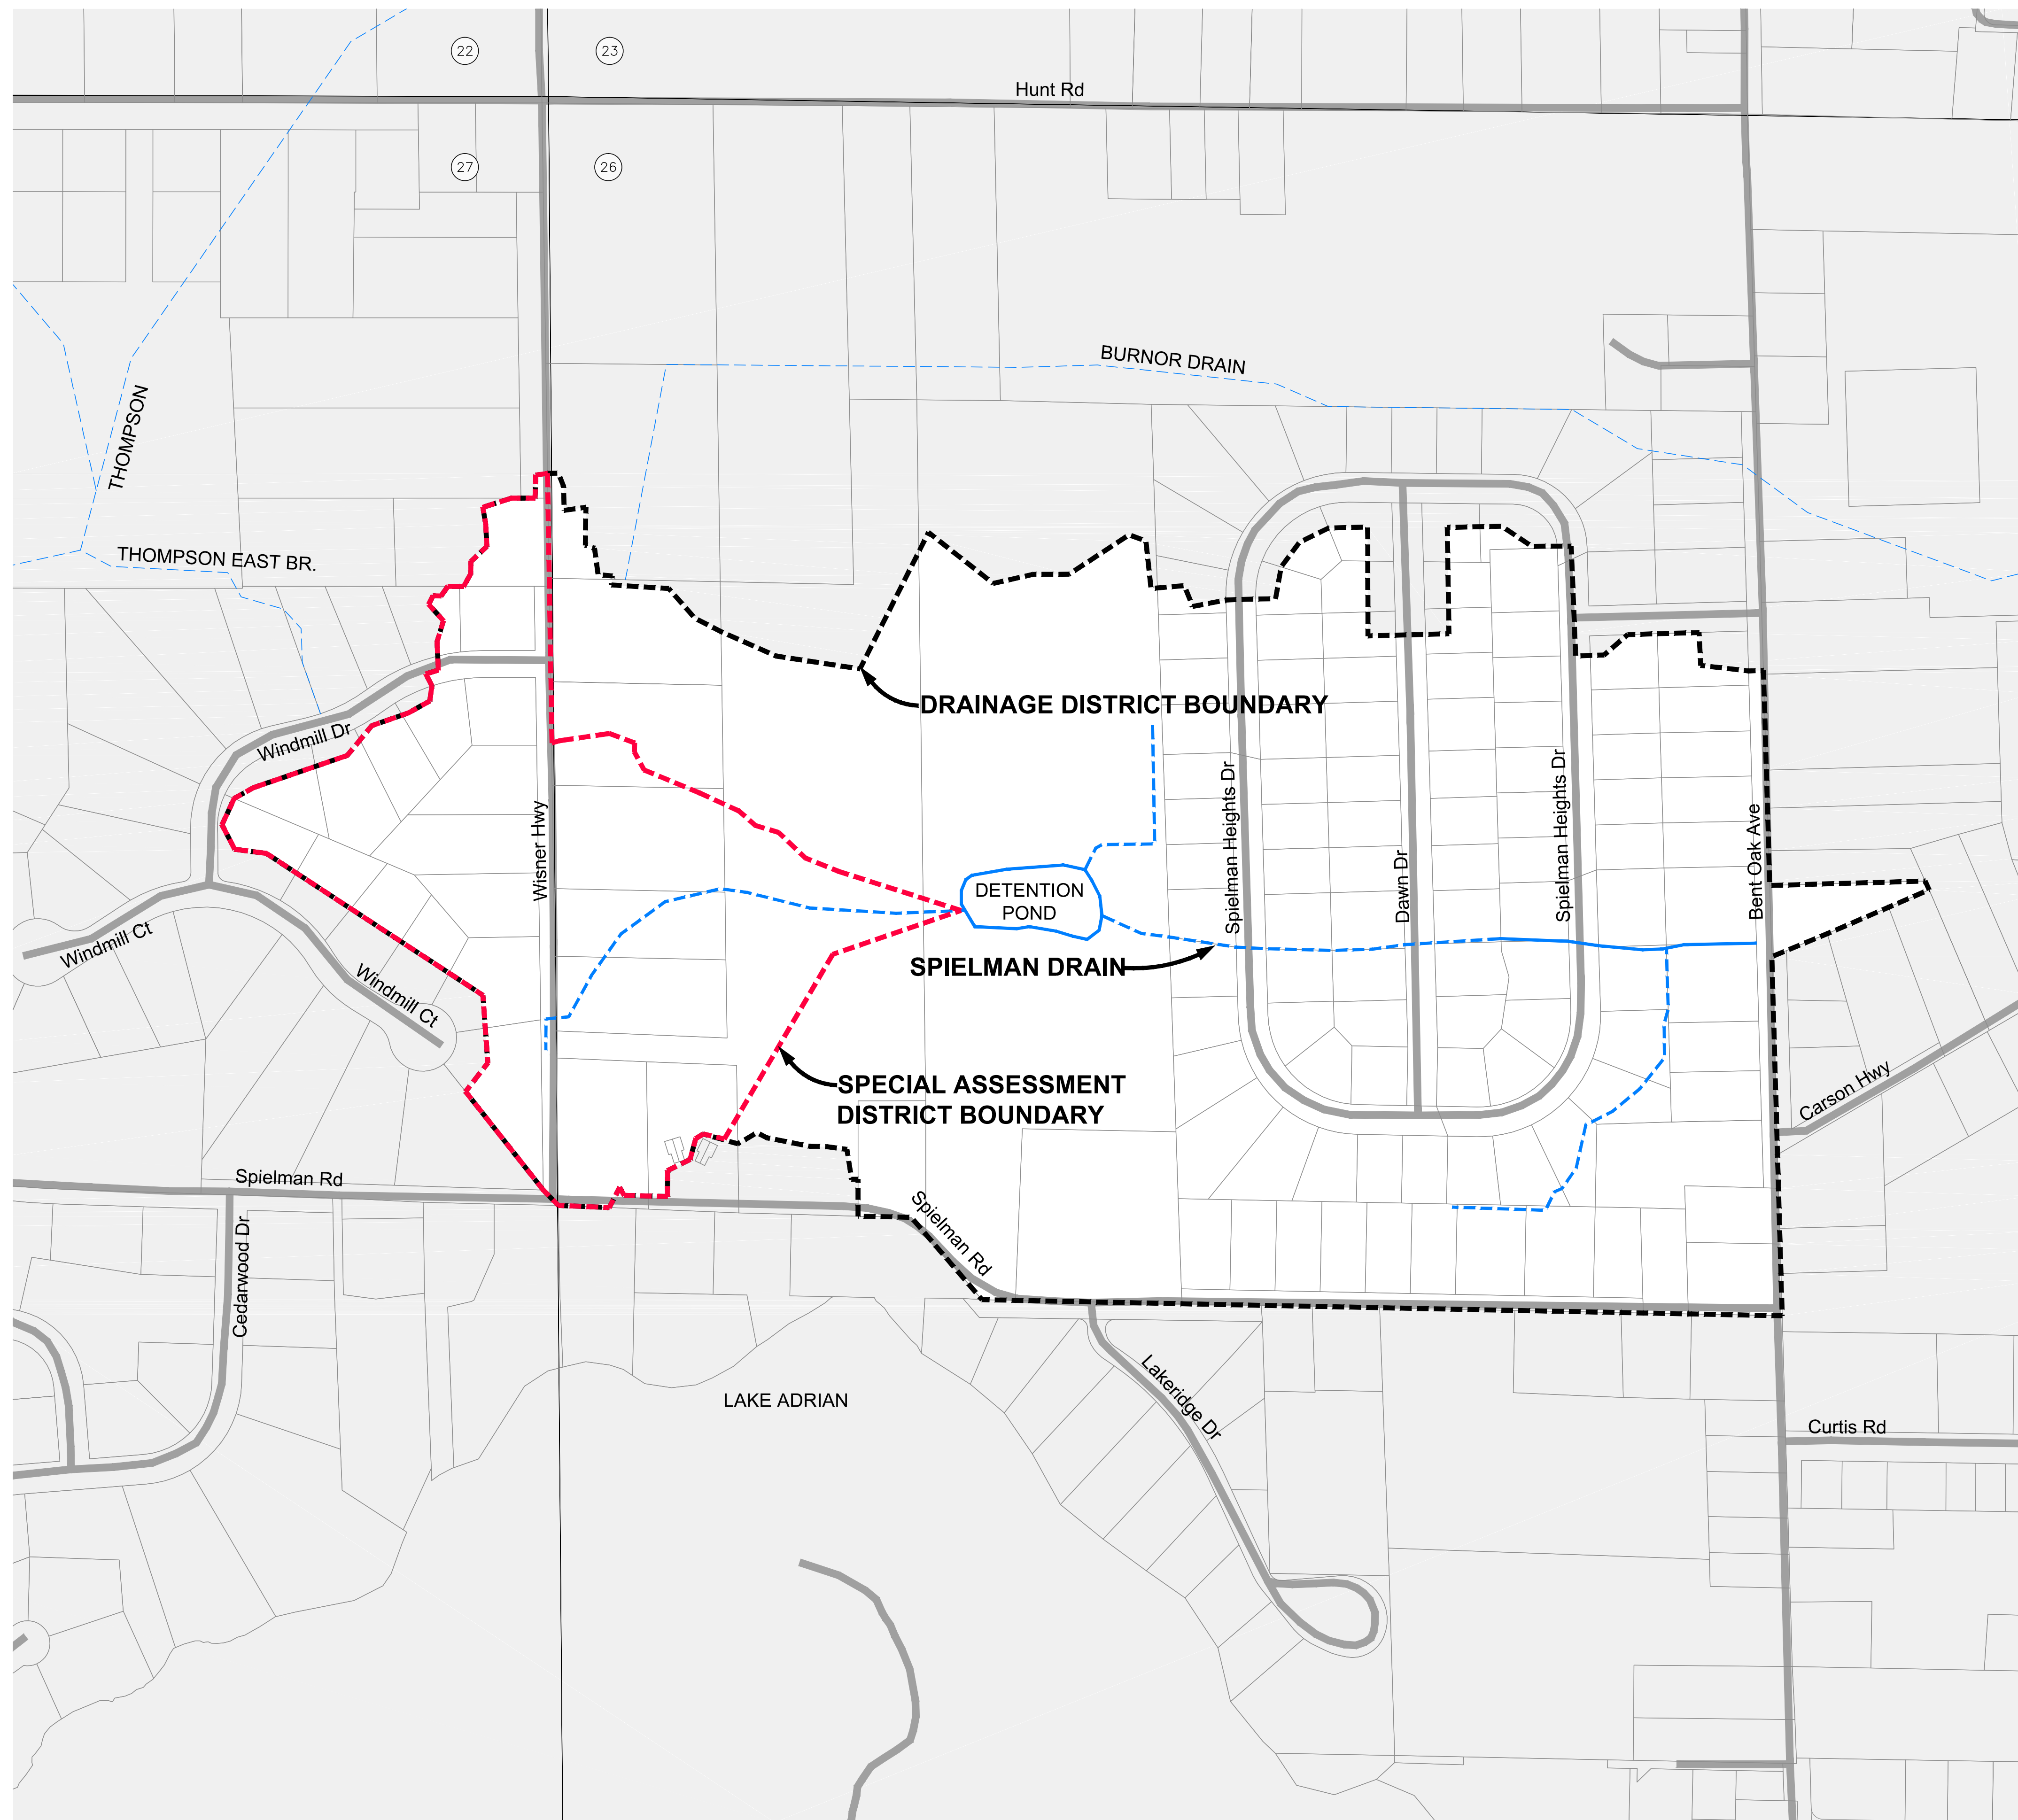 22
23
Hunt Rd
27
26
BURNOR DRAIN
THOMPSON
THOMPSON EAST BR.
DRAINAGE DISTRICT BOUNDARY
Windmill Dr
Wisner Hwy
Spielman Heights Dr
Dawn Dr
Spielman Heights Dr
Bent Oak Ave
DETENTION
POND
Windmill Ct
Windmill Ct
SPIELMAN DRAIN
SPECIAL ASSESSMENT
DISTRICT BOUNDARY
Carson Hwy
Spielman Rd
Spielman Rd
Cedarwood Dr
LAKE ADRIAN
Lakeridge Dr
Curtis Rd